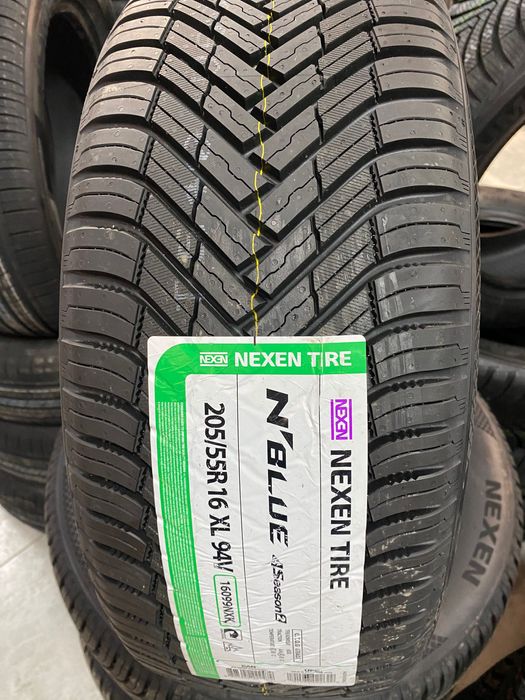 NEXEN NEXEN TIRE
NEXEN NEXEN TIRE
N'BLUE 4Season2
205/55R16 XL 94V
16099NXK
NEXEN